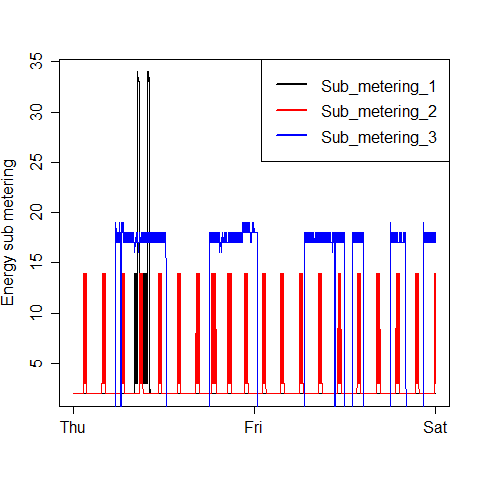 Sub_metering_1
Sub_metering_2
Sub_metering_3
Energy sub metering
35
30
25
20
15
10
5
Thu Fri Sat